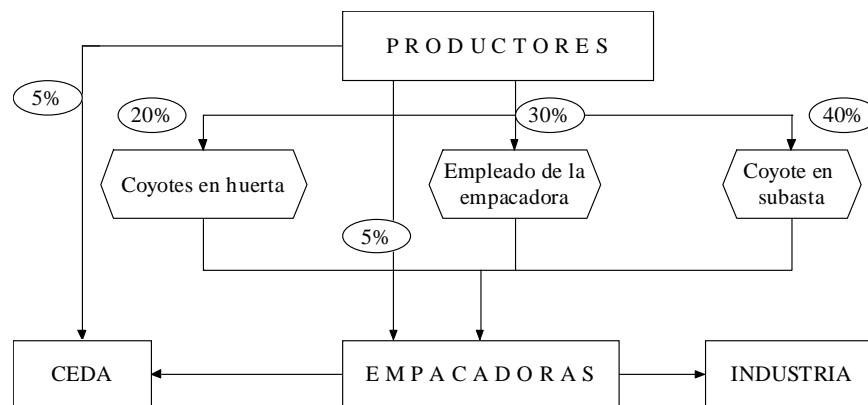 P R O D U C T O R E S
5%
20%
30%
40%
Coyotes en huerta
Empleado de la
empacadora
Coyote en
subasta
5%
CEDA
E M P A C A D O R A S
INDUSTRIA